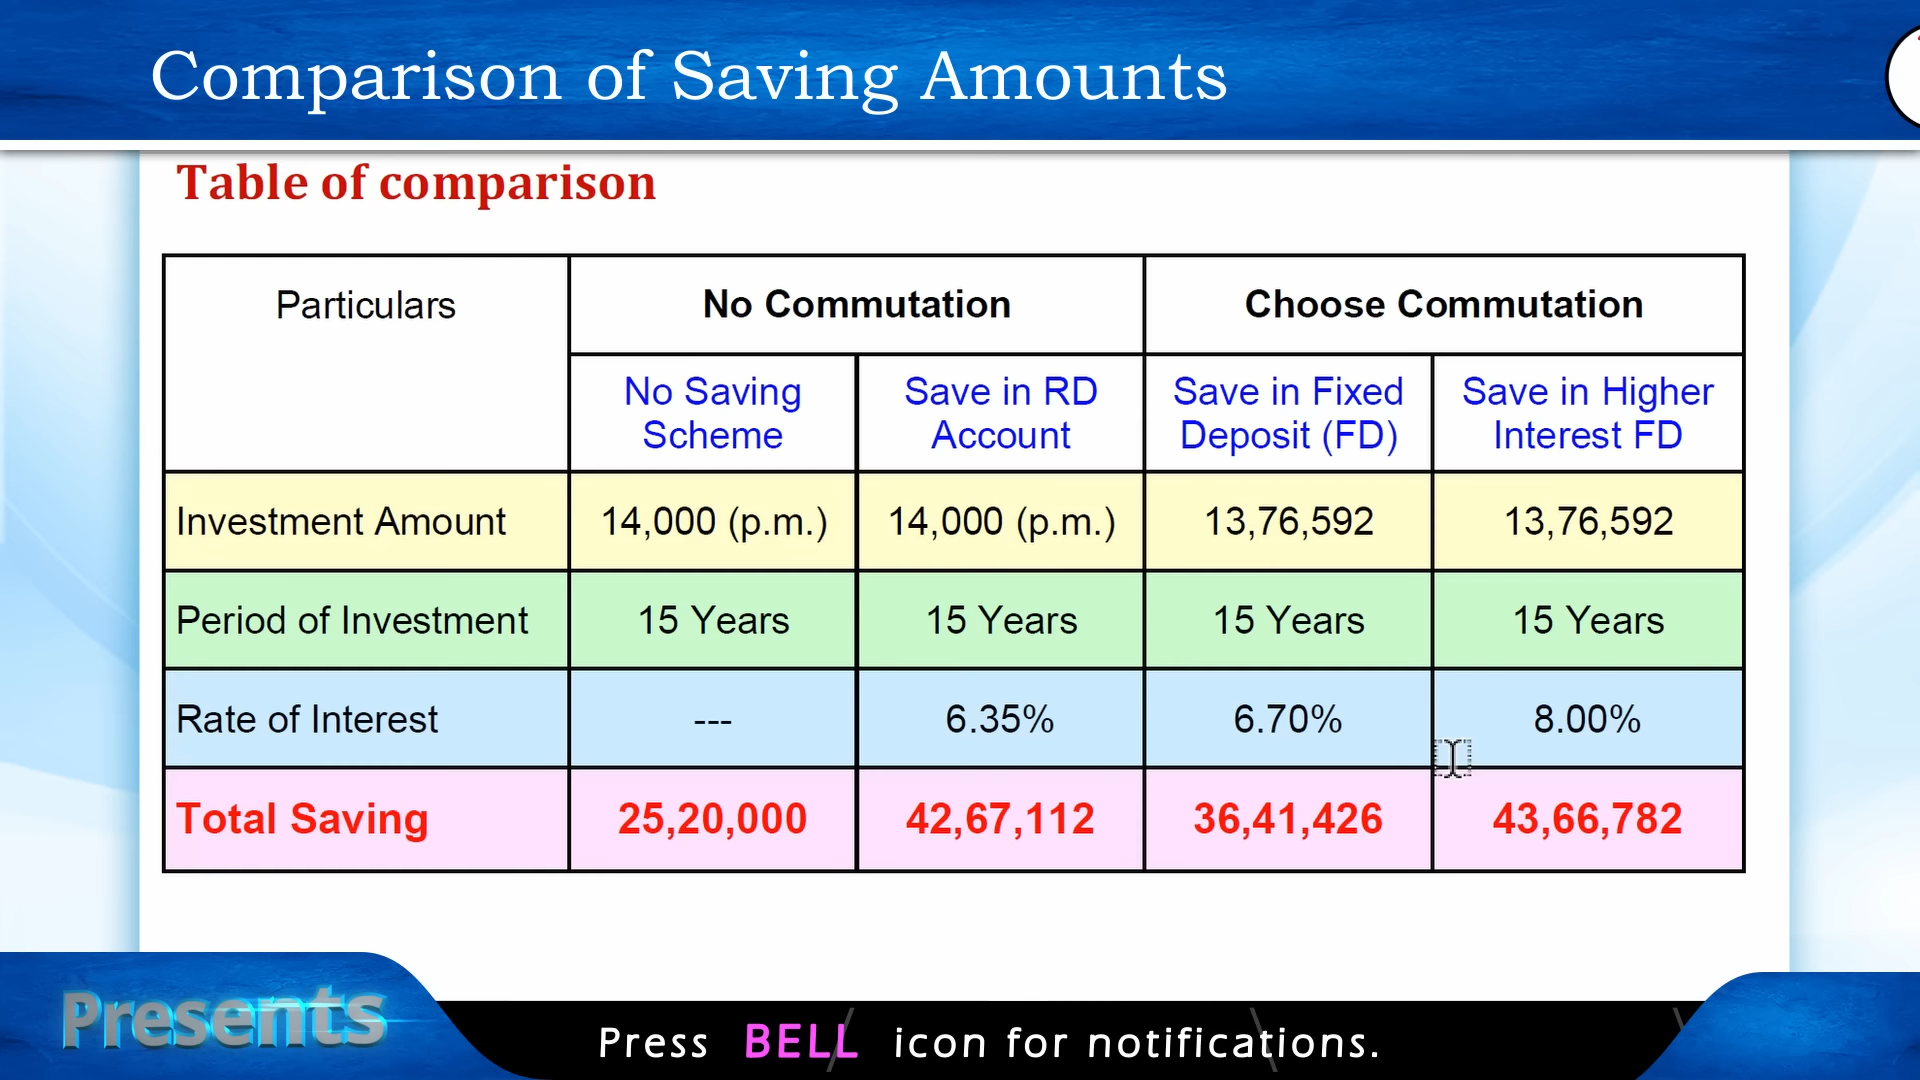 Comparison of Saving Amounts
Table of comparison
Particulars
No Commutation
Choose Commutation
No Saving
Scheme
Save in RD
Account
Save in Fixed
Deposit (FD)
Save in Higher
Interest FD
Investment Amount
14,000 (p.m.)
14,000 (p.m.)
13,76,592
13,76,592
Period of Investment
15 Years
15 Years
15 Years
15 Years
Rate of Interest
---
6.35%
6.70%
8.00%
Total Saving
25,20,000
42,67,112
36,41,426
43,66,782
Presents
Press BELL icon for notifications.